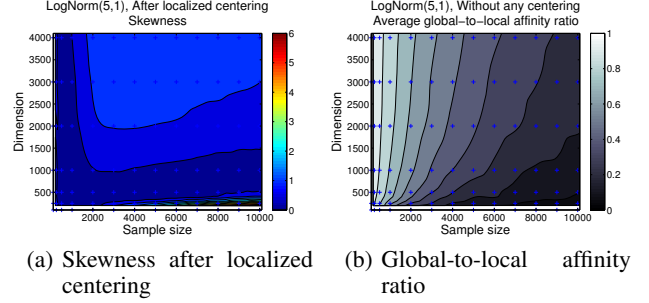 LogNorm(5,1), After localized centering
Skewness
4000
3500
3000
2500
2000
1500
1000
500
Dimension
2000 4000 6000 8000 10000
Sample size
6
5
4
3
2
1
0
LogNorm(5,1), Without any centering
Average global-to-local affinity ratio
4000
3500
3000
2500
2000
1500
1000
500
Dimension
2000 4000 6000 8000 10000
Sample size
1
0.8
0.6
0.4
0.2
0
(a) Skewness after localized
centering
(b) Global-to-local affinity
ratio